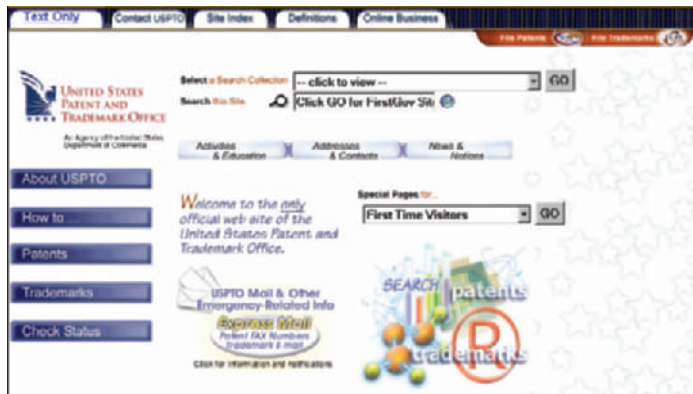 Text Only
Contact USPTO
Site Index
Definitions
Online Business
File Patents
File Trademarks
UNITED STATES
PATENT AND
TRADEMARK OFFICE
An Agency of the United States
Department of Commerce
Select a Search Collection
-- click to view --
GO
Search this Site
Click GO for FirstGov Sit
Activities
& Education
Addresses
& Contacts
News &
Notices
About USPTO
How to
Patents
Trademarks
Check Status
Welcome to the only
official web site of the
United States Patent and
Trademark Office.
Special Pages for...
First Time Visitors
GO
USPTO Mail & Other
Emergency-Related Info
Express Mail
Patent FAX Numbers
Trademark E-mail
Click for information and notifications
SEARCH
patents
R
trademarks